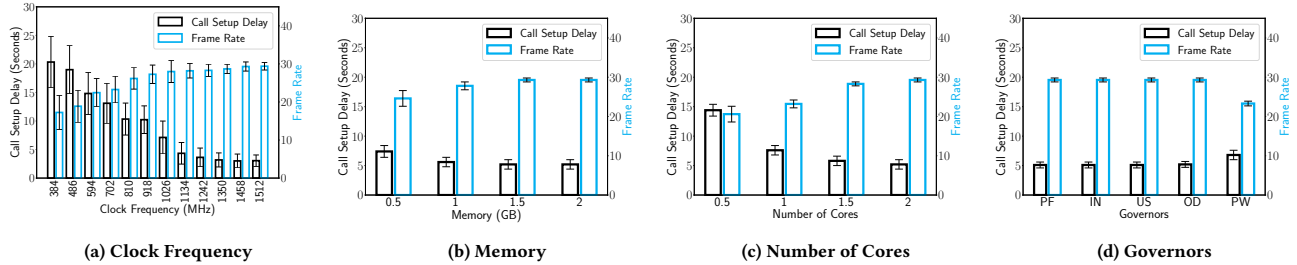 Call Setup Delay (Seconds)
30
25
20
15
10
5
0
Call Setup Delay
Frame Rate
40
30
20
10
0
Frame Rate
384
486
594
702
810
918
1026
1134
1242
1350
1458
1512
Clock Frequency (MHz)
(a) Clock Frequency
Call Setup Delay (Seconds)
30
25
20
15
10
5
0
Call Setup Delay
Frame Rate
40
30
20
10
0
Frame Rate
0.5 1 1.5 2
Memory (GB)
(b) Memory
Call Setup Delay (Seconds)
30
25
20
15
10
5
0
Call Setup Delay
Frame Rate
40
30
20
10
0
Frame Rate
0.5 1 1.5 2
Number of Cores
(c) Number of Cores
Call Setup Delay (Seconds)
30
25
20
15
10
5
0
Call Setup Delay
Frame Rate
40
30
20
10
0
Frame Rate
PF IN US OD PW
Governors
(d) Governors